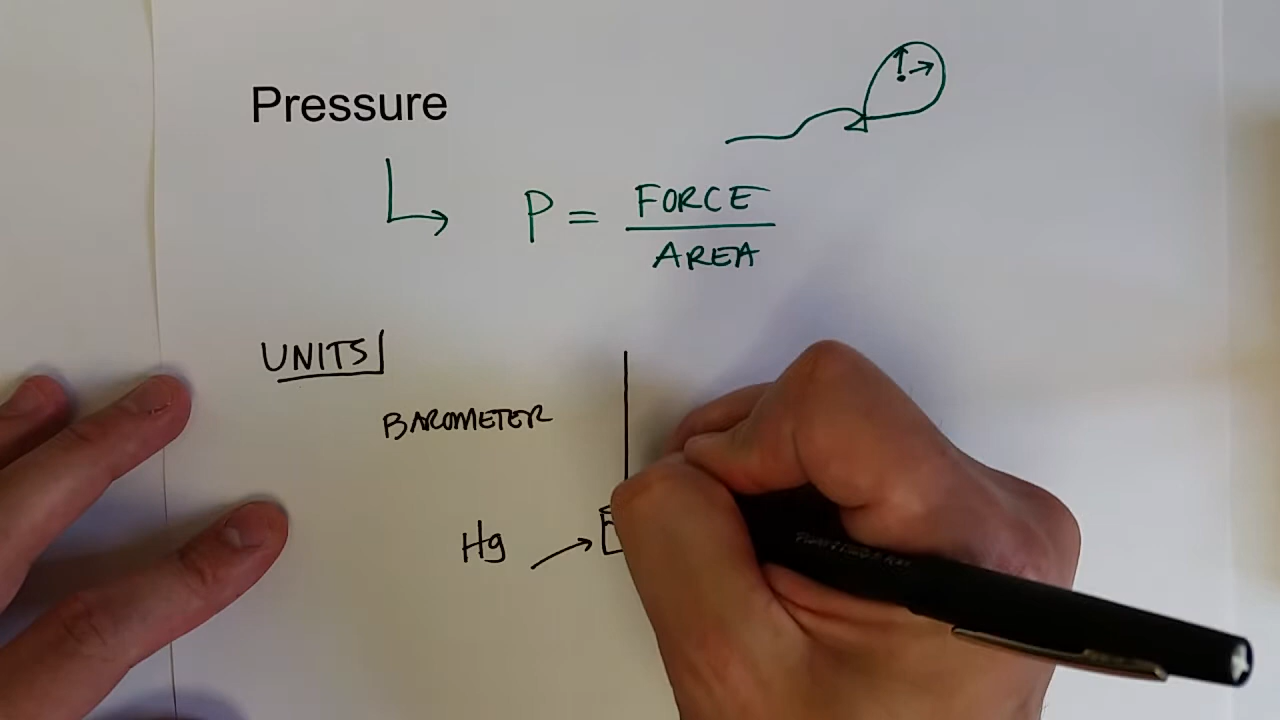 Pressure
P = FORCE
AREA
UNITS
BAROMETER
Hg